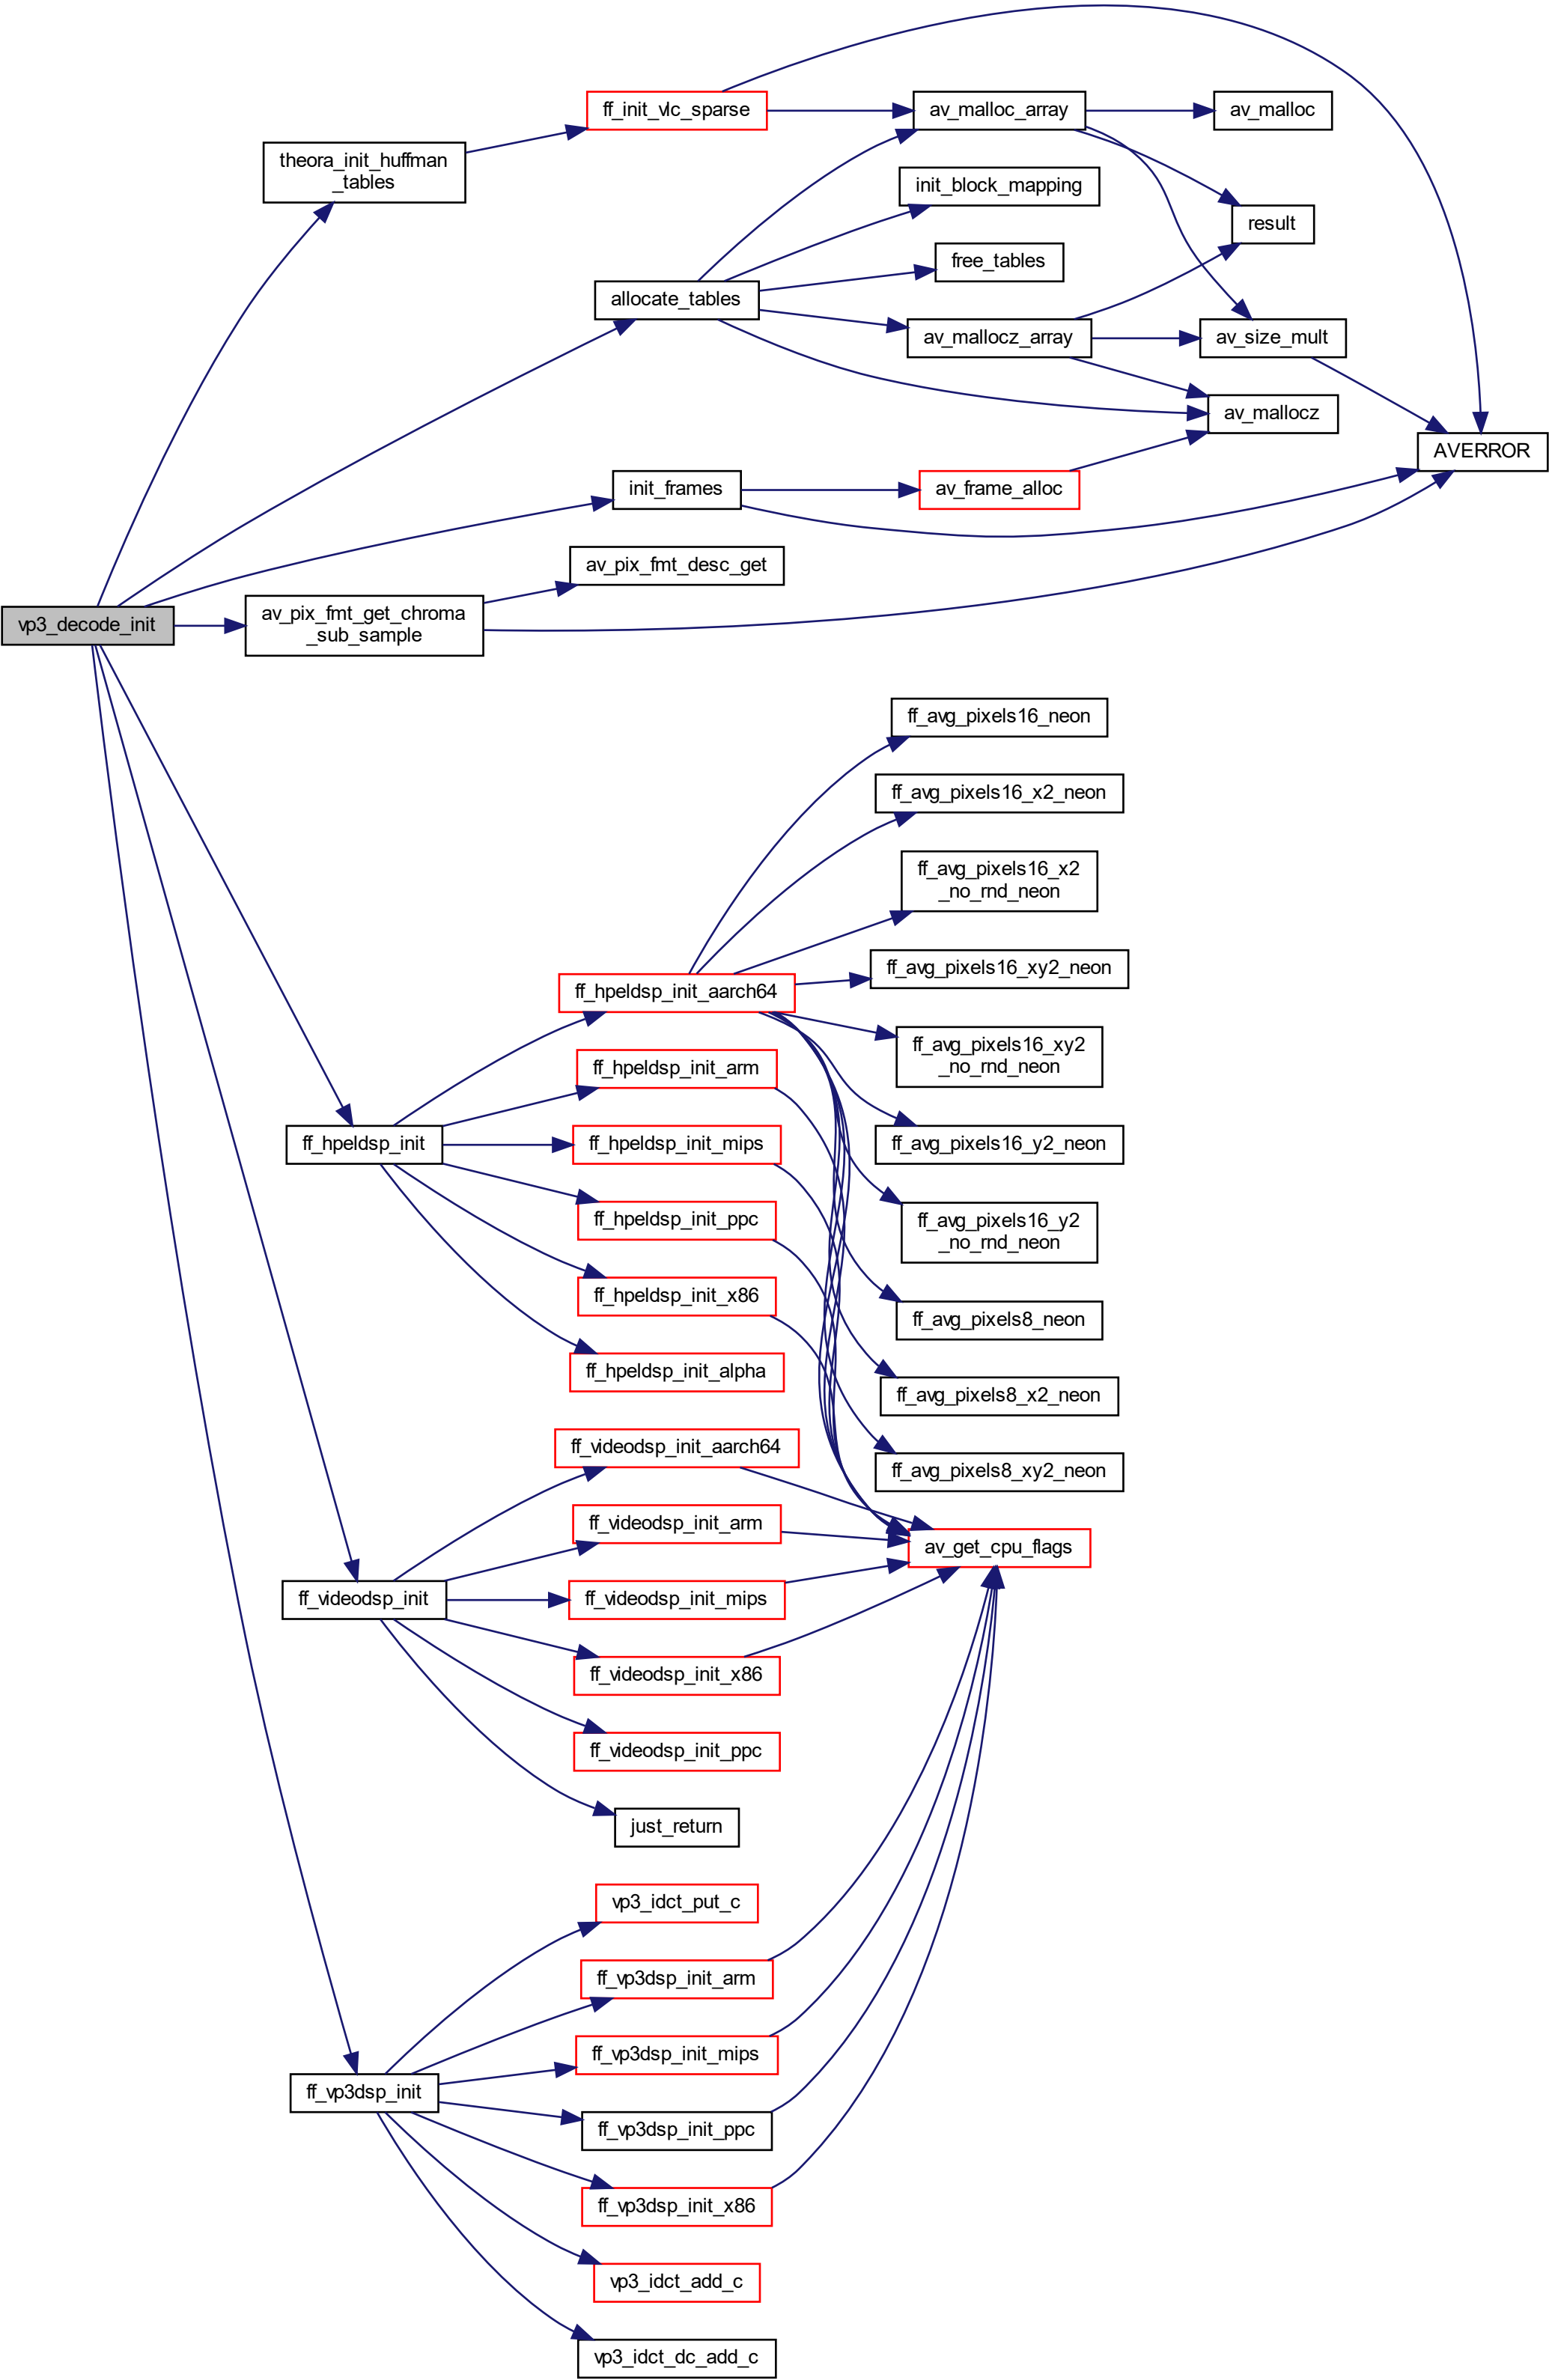 ff_init_vlc_sparse
av_malloc_array
av_malloc
theora_init_huffman
_tables
init_block_mapping
result
free_tables
allocate_tables
av_mallocz_array
av_size_mult
av_mallocz
AVERROR
init_frames
av_frame_alloc
av_pix_fmt_desc_get
vp3_decode_init
av_pix_fmt_get_chroma
_sub_sample
ff_avg_pixels16_neon
ff_avg_pixels16_x2_neon
ff_avg_pixels16_x2
_no_rnd_neon
ff_avg_pixels16_xy2_neon
ff_hpeldsp_init_aarch64
ff_avg_pixels16_xy2
_no_rnd_neon
ff_hpeldsp_init_arm
ff_hpeldsp_init
ff_hpeldsp_init_mips
ff_avg_pixels16_y2_neon
ff_hpeldsp_init_ppc
ff_avg_pixels16_y2
_no_rnd_neon
ff_hpeldsp_init_x86
ff_avg_pixels8_neon
ff_hpeldsp_init_alpha
ff_avg_pixels8_x2_neon
ff_videodsp_init_aarch64
ff_avg_pixels8_xy2_neon
ff_videodsp_init_arm
av_get_cpu_flags
ff_videodsp_init
ff_videodsp_init_mips
ff_videodsp_init_x86
ff_videodsp_init_ppc
just_return
vp3_idct_put_c
ff_vp3dsp_init_arm
ff_vp3dsp_init_mips
ff_vp3dsp_init
ff_vp3dsp_init_ppc
ff_vp3dsp_init_x86
vp3_idct_add_c
vp3_idct_dc_add_c